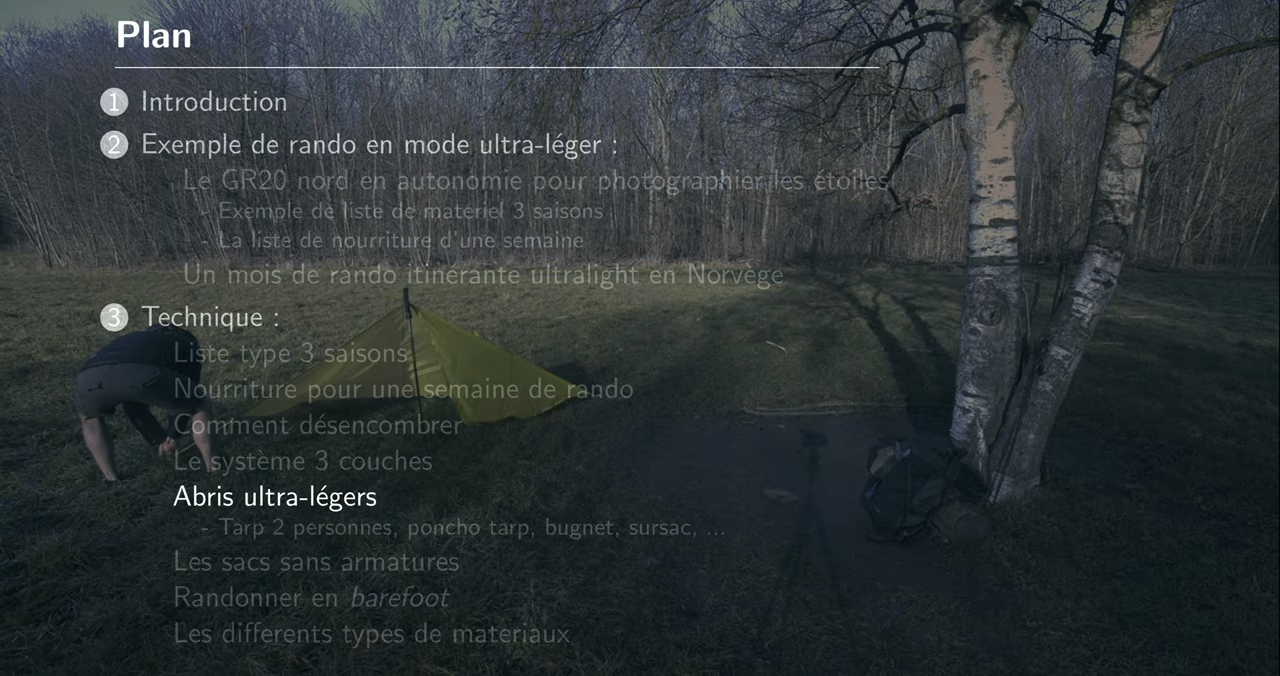 Plan
1 Introduction
2 Exemple de rando en mode ultra-léger :
Le GR20 nord en autonomie pour photographier les étoiles
- Exemple de liste de materiel 3 saisons
- La liste de nourriture d'une semaine
Un mois de rando itinérante ultralight en Norvège
3 Technique :
Liste type 3 saisons
Nourriture pour une semaine de rando
Comment désencombrer
Le système 3 couches
Abris ultra-légers
- Tarp 2 personnes, poncho tarp, bugnet, sursac, ...
Les sacs sans armatures
Randonner en barefoot
Les differents types de materiaux